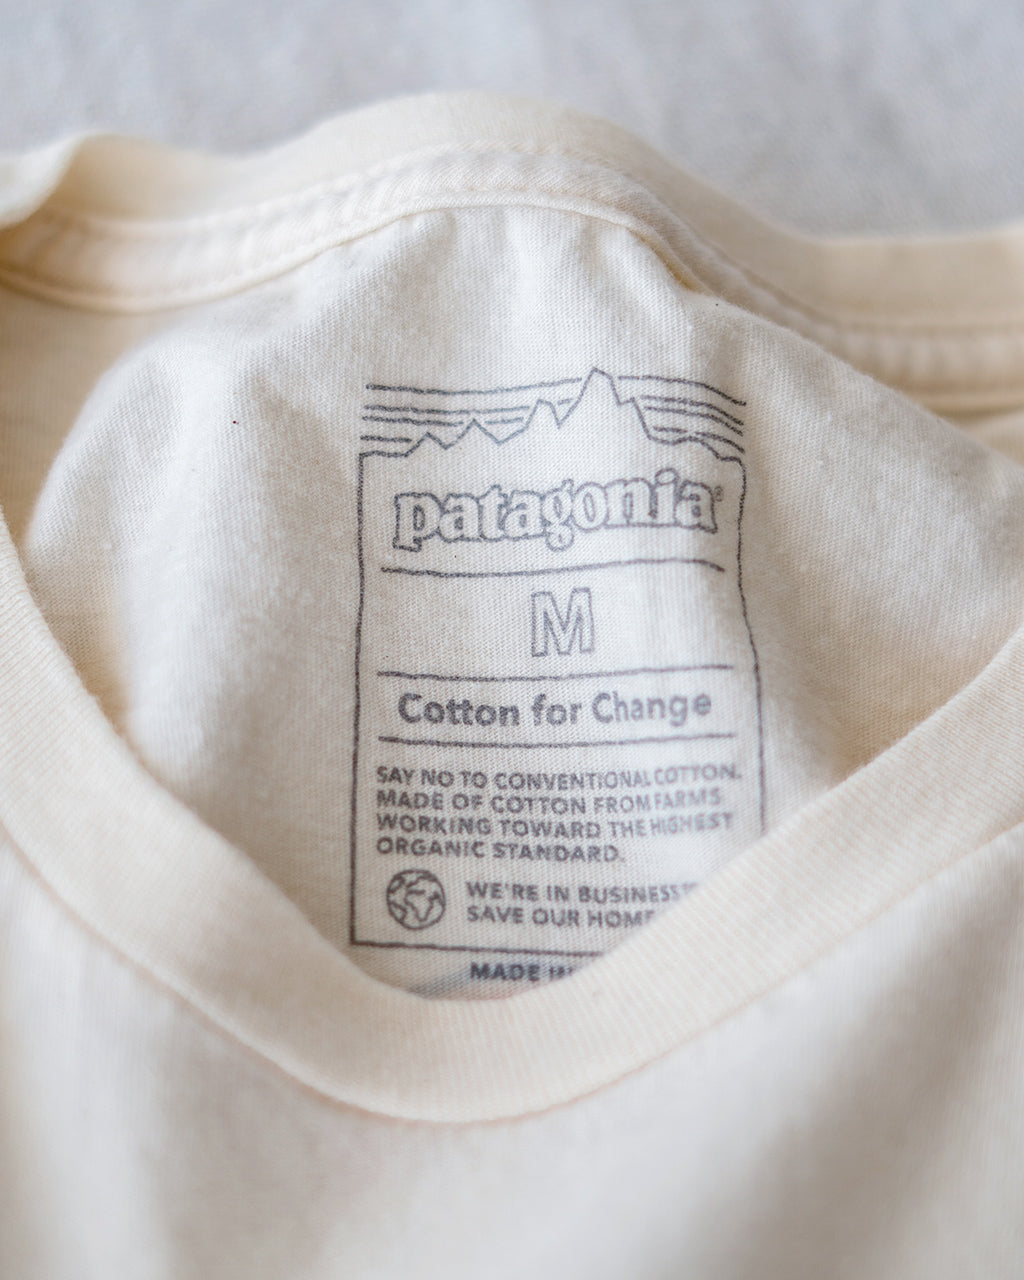 patagonia®
M
Cotton for Change
SAY NO TO CONVENTIONAL COTTON.
MADE OF COTTON FROM FARMS
WORKING TOWARD THE HIGHEST
ORGANIC STANDARD.
WE'RE IN BUSINESS
SAVE OUR HOME
MADE IN